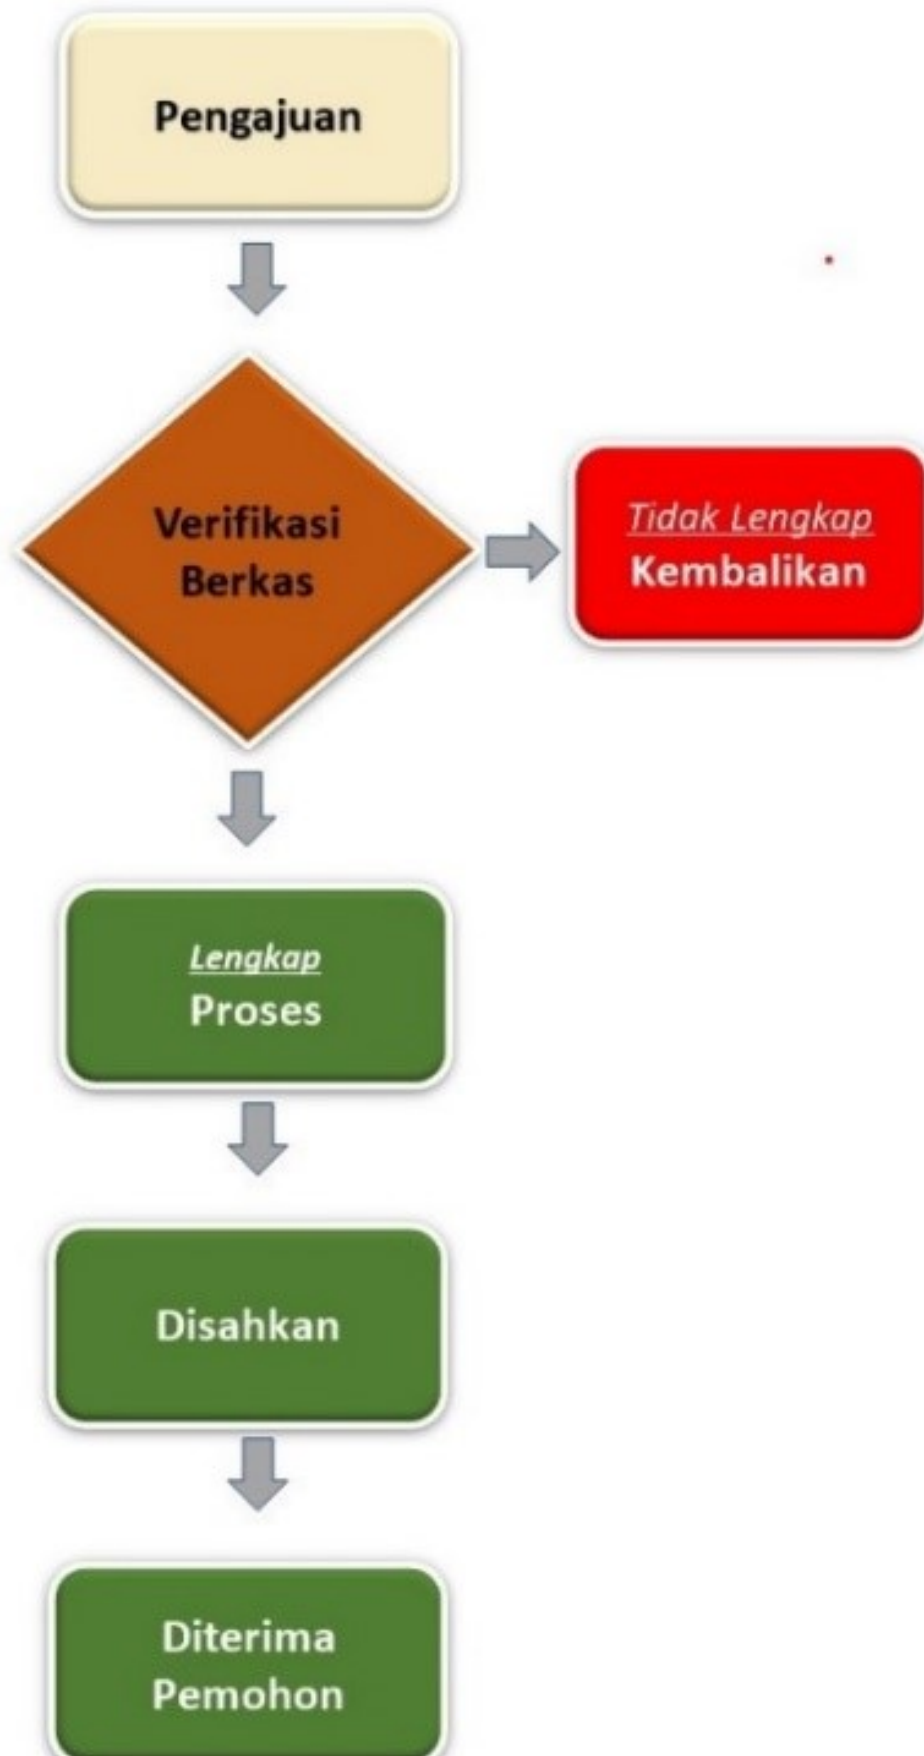 Pengajuan
Verifikasi
Berkas
Tidak Lengkap
Kembalikan
Lengkap
Proses
Disahkan
Diterima
Pemohon